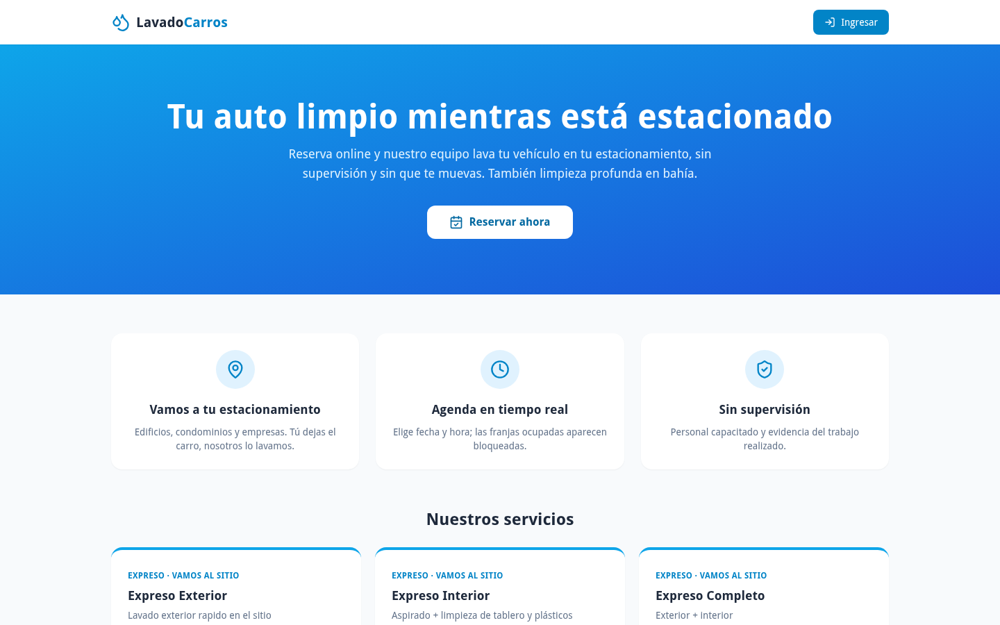 LavadoCarros
Ingresar
Tu auto limpio mientras está estacionado
Reserva online y nuestro equipo lava tu vehículo en tu estacionamiento, sin
supervisión y sin que te muevas. También limpieza profunda en bahía.
Reservar ahora
Vamos a tu estacionamiento
Edificios, condominios y empresas. Tú dejas el
carro, nosotros lo lavamos.
Agenda en tiempo real
Elige fecha y hora; las franjas ocupadas aparecen
bloqueadas.
Sin supervisión
Personal capacitado y evidencia del trabajo
realizado.
Nuestros servicios
EXPRESO · VAMOS AL SITIO
Expreso Exterior
Lavado exterior rapido en el sitio
EXPRESO · VAMOS AL SITIO
Expreso Interior
Aspirado + limpieza de tablero y plásticos
EXPRESO · VAMOS AL SITIO
Expreso Completo
Exterior + Interior